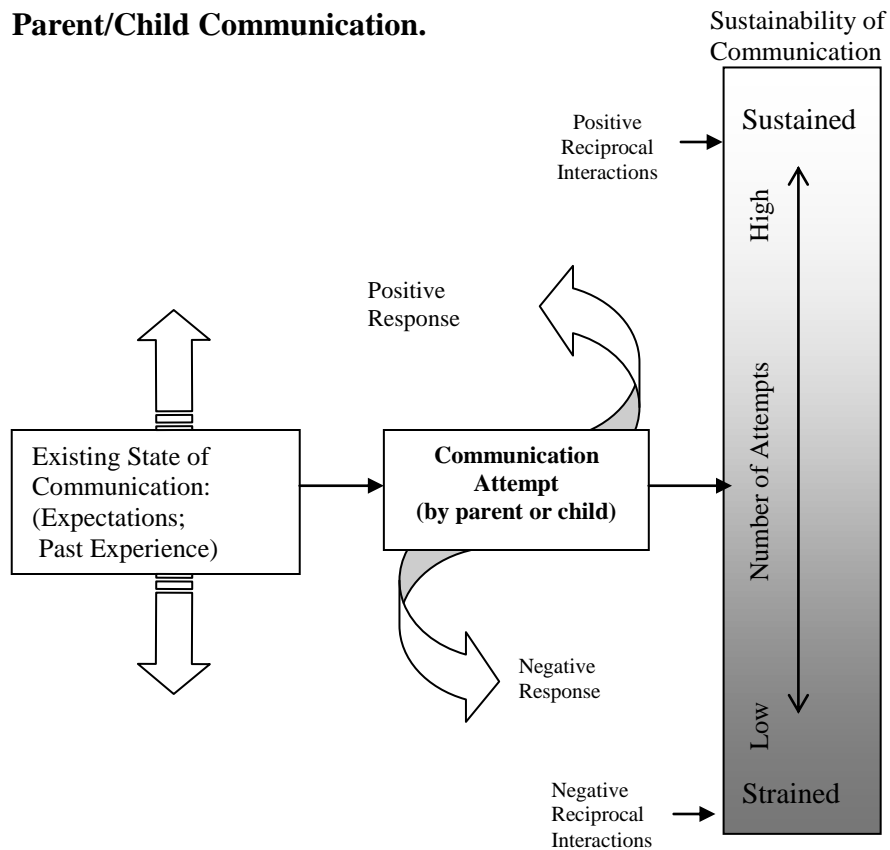 Parent/Child Communication.
Sustainability of
Communication
Positive
Reciprocal
Interactions
Sustained
High
Number of Attempts
Low
Strained
Positive
Response
Existing State of
Communication:
(Expectations;
Past Experience)
Communication
Attempt
(by parent or child)
Negative
Response
Negative
Reciprocal
Interactions